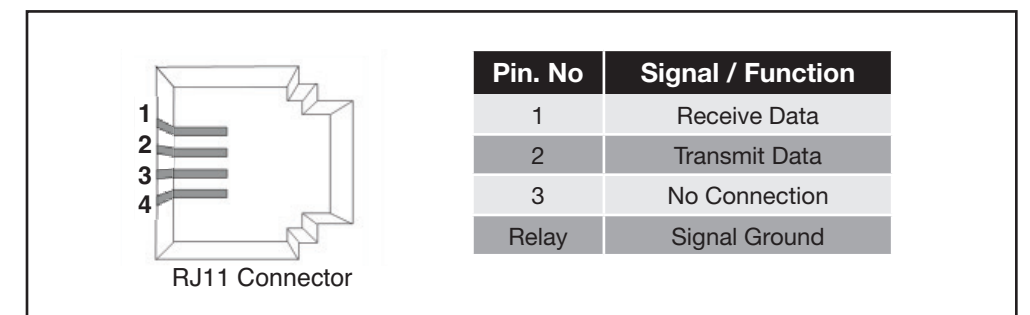 1
2
3
4
RJ11 Connector
Pin. No Signal / Function
1 Receive Data
2 Transmit Data
3 No Connection
Relay Signal Ground